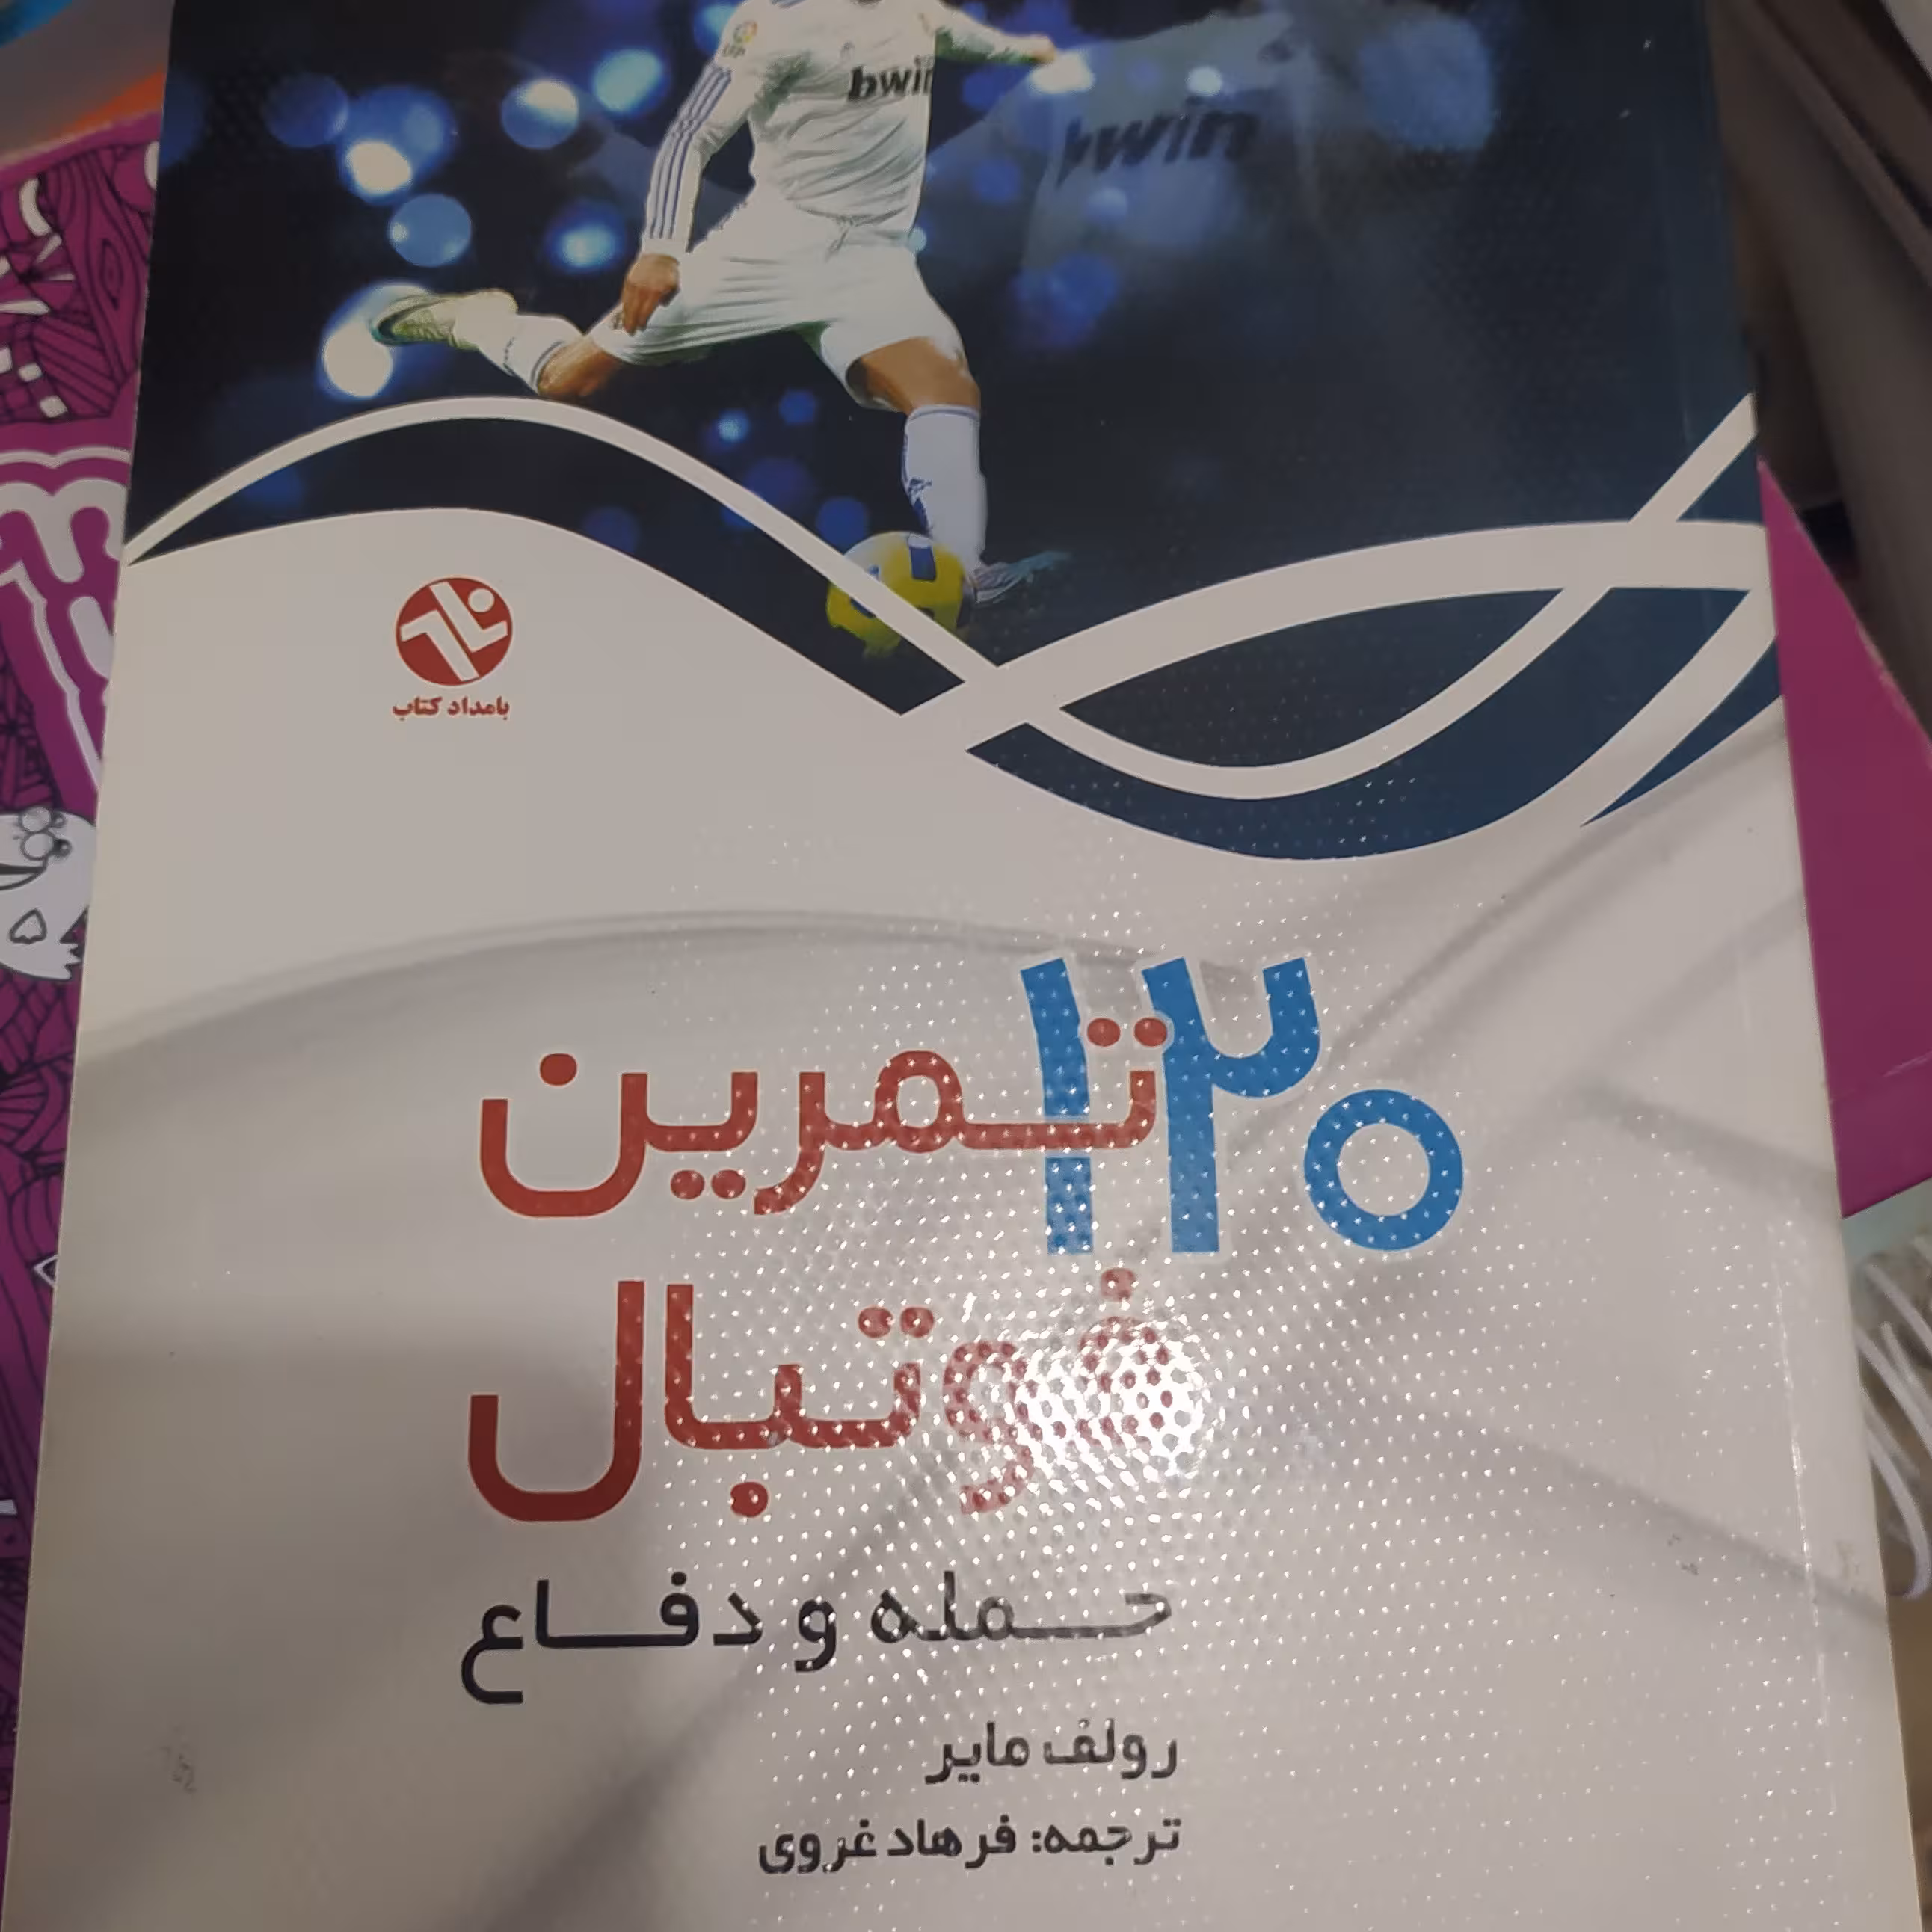 bwin
bwin
بامداد کتاب
۱۲۰
تمرین
فوتبال
حمله و دفاع
رولف مایر
ترجمه: فرهاد غروی